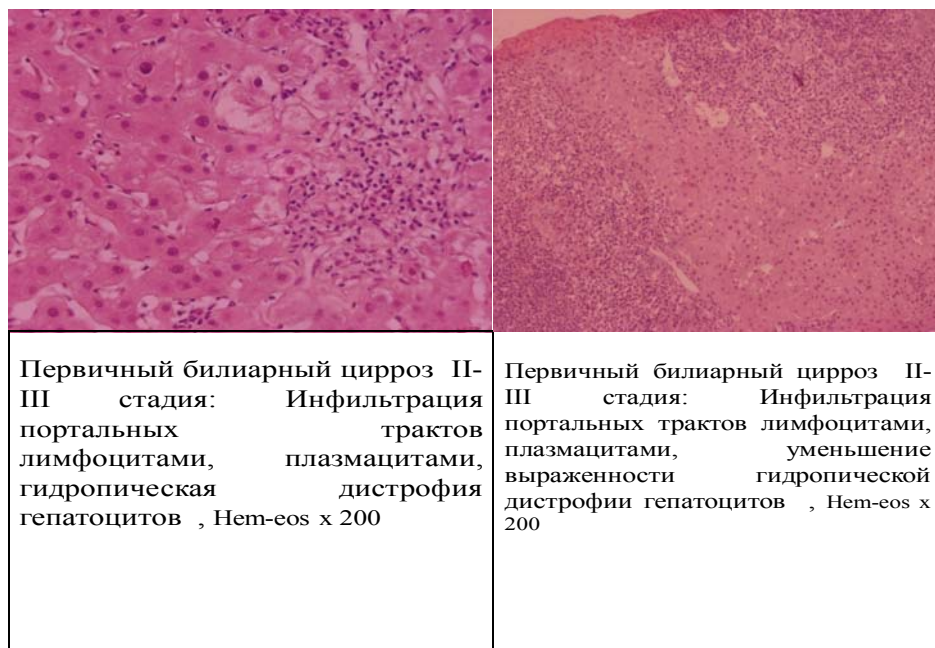 Первичный билиарный цирроз II-
III стадия: Инфильтрация
портальных трактов
лимфоцитами, плазмацитами,
гидропическая дистрофия
гепатоцитов , Hem-eos x 200
Первичный билиарный цирроз II-
III стадия: Инфильтрация
портальных трактов лимфоцитами,
плазмацитами, уменьшение
выраженности гидропической
дистрофии гепатоцитов , Hem-eos x
200